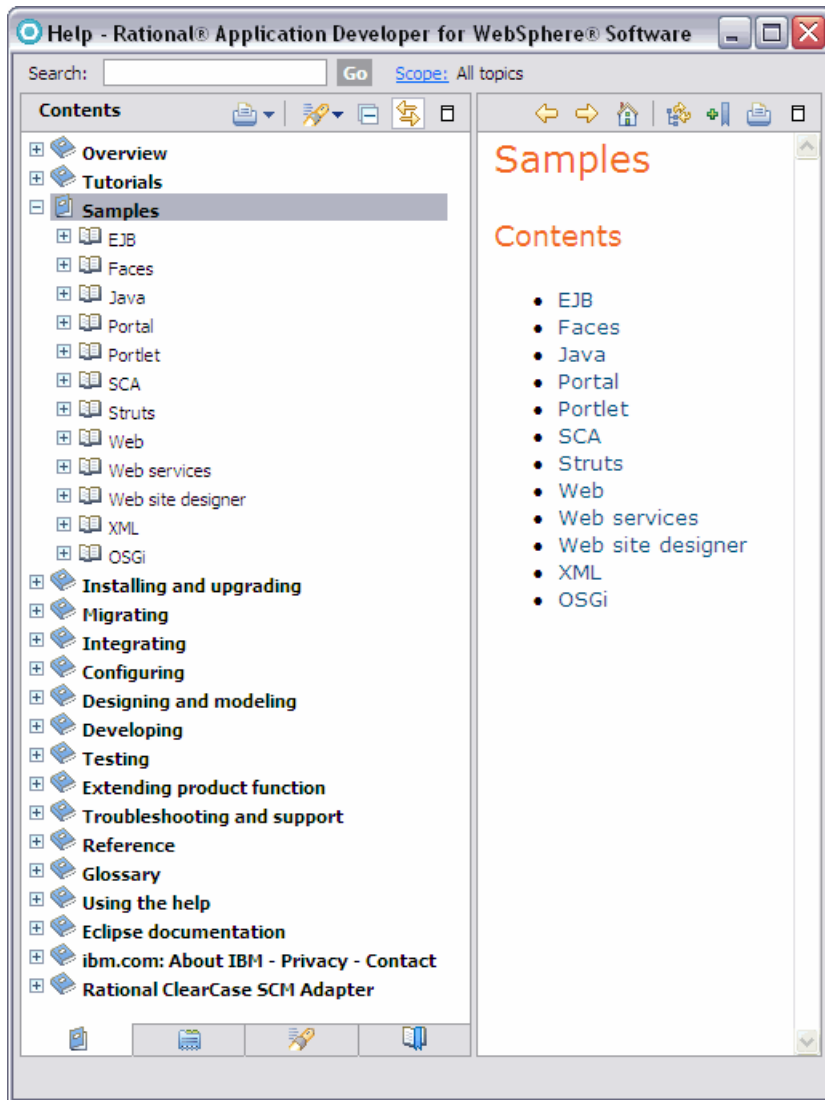 Help - Rational® Application Developer for WebSphere® Software
Search: Go Scope: All topics
Contents
Overview
Tutorials
Samples
EJB
Faces
Java
Portal
Portlet
SCA
Struts
Web
Web services
Web site designer
XML
OSGi
Installing and upgrading
Migrating
Integrating
Configuring
Designing and modeling
Developing
Testing
Extending product function
Troubleshooting and support
Reference
Glossary
Using the help
Eclipse documentation
ibm.com: About IBM - Privacy - Contact
Rational ClearCase SCM Adapter
Samples
Contents
EJB
Faces
Java
Portal
Portlet
SCA
Struts
Web
Web services
Web site designer
XML
OSGi